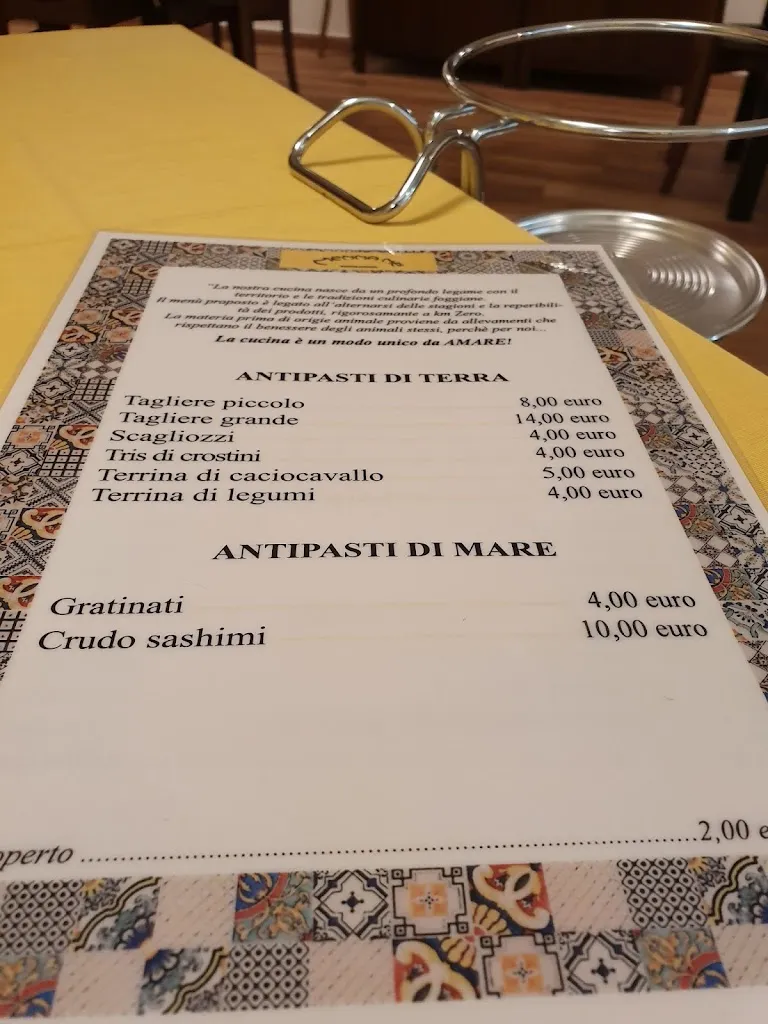 "La nostra cucina nasce da un profondo legame con il
territorio e le tradizioni culinarie foggiane.
Il menù proposto è legato all'alternarsi delle stagioni e la reperibili-
tà dei prodotti, rigorosamante a km Zero.
La materia prima di origie animale proviene da allevamenti che
rispettano il benessere degli animali stessi, perchè per noi...
La cucina è un modo unico da AMARE!
ANTIPASTI DI TERRA
Tagliere piccolo 8,00 euro
Tagliere grande 14,00 euro
Scagliozzi 4,00 euro
Tris di crostini 4,00 euro
Terrina di caciocavallo 5,00 euro
Terrina di legumi 4,00 euro
ANTIPASTI DI MARE
Gratinati 4,00 euro
Crudo sashimi 10,00 euro
operto ........................................................................2,00 e